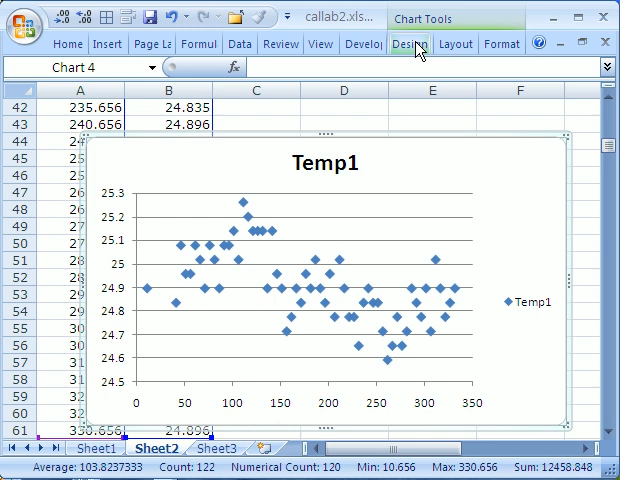 callab2.xls... Chart Tools
Home Insert Page La Formul Data Review View Develop Design Layout Format
Chart 4 fx
A B C D E F
42 235.656 24.835
43 240.656 24.896
44
45
46
47
48
49
50
51
52
53
54
55
56
57
58
59
60
61 330.656 24.896
Temp1
25.3
25.2
25.1
25
24.9
24.8
24.7
24.6
24.5
0 50 100 150 200 250 300 350
Temp1
Sheet1 Sheet2 Sheet3
Average: 103.8237333 Count: 122 Numerical Count: 120 Min: 10.656 Max: 330.656 Sum: 12458.848